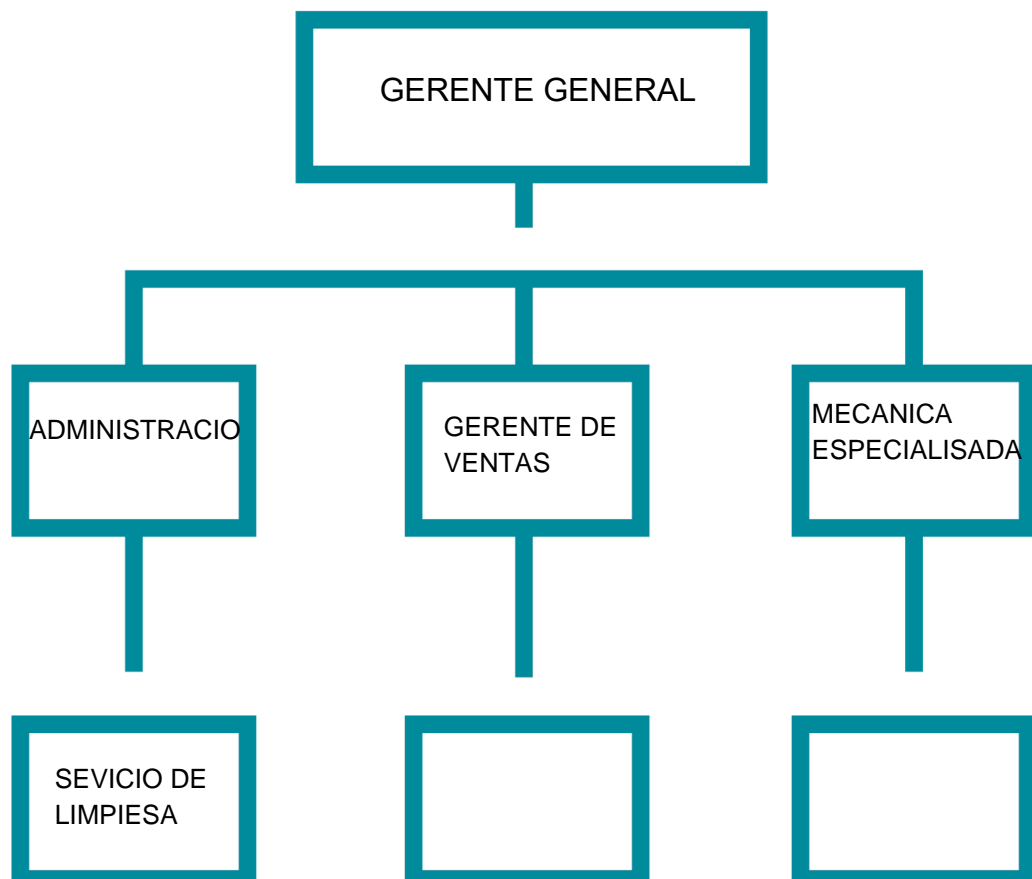 GERENTE GENERAL
ADMINISTRACIO
GERENTE DE
VENTAS
MECANICA
ESPECIALISADA
SEVICIO DE
LIMPIESA